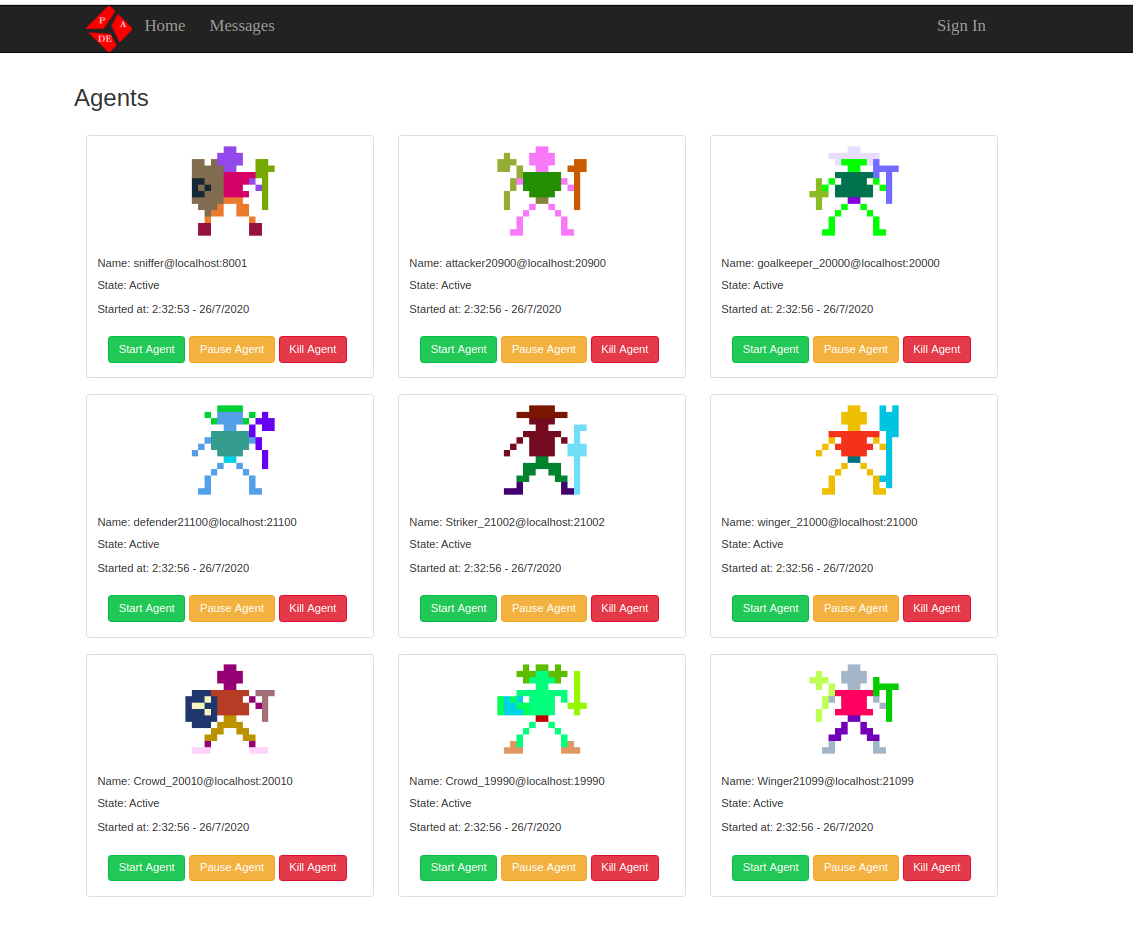 P A DE Home Messages Sign In
Agents
Name: sniffer@localhost:8001
State: Active
Started at: 2:32:53 - 26/7/2020
Start Agent Pause Agent Kill Agent
Name: attacker20900@localhost:20900
State: Active
Started at: 2:32:56 - 26/7/2020
Start Agent Pause Agent Kill Agent
Name: goalkeeper_20000@localhost:20000
State: Active
Started at: 2:32:56 - 26/7/2020
Start Agent Pause Agent Kill Agent
Name: defender21100@localhost:21100
State: Active
Started at: 2:32:56 - 26/7/2020
Start Agent Pause Agent Kill Agent
Name: Striker_21002@localhost:21002
State: Active
Started at: 2:32:56 - 26/7/2020
Start Agent Pause Agent Kill Agent
Name: winger_21000@localhost:21000
State: Active
Started at: 2:32:56 - 26/7/2020
Start Agent Pause Agent Kill Agent
Name: Crowd_20010@localhost:20010
State: Active
Started at: 2:32:56 - 26/7/2020
Start Agent Pause Agent Kill Agent
Name: Crowd_19990@localhost:19990
State: Active
Started at: 2:32:56 - 26/7/2020
Start Agent Pause Agent Kill Agent
Name: Winger21099@localhost:21099
State: Active
Started at: 2:32:56 - 26/7/2020
Start Agent Pause Agent Kill Agent